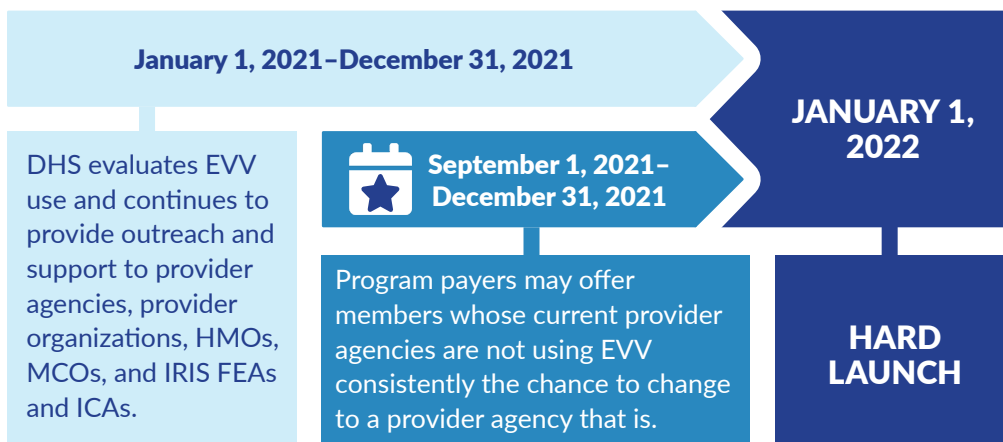 January 1, 2021–December 31, 2021
DHS evaluates EVV
use and continues to
provide outreach and
support to provider
agencies, provider
organizations, HMOs,
MCOs, and IRIS FEAs
and ICAs.
September 1, 2021–
December 31, 2021
Program payers may offer
members whose current provider
agencies are not using EVV
consistently the chance to change
to a provider agency that is.
JANUARY 1,
2022
HARD
LAUNCH